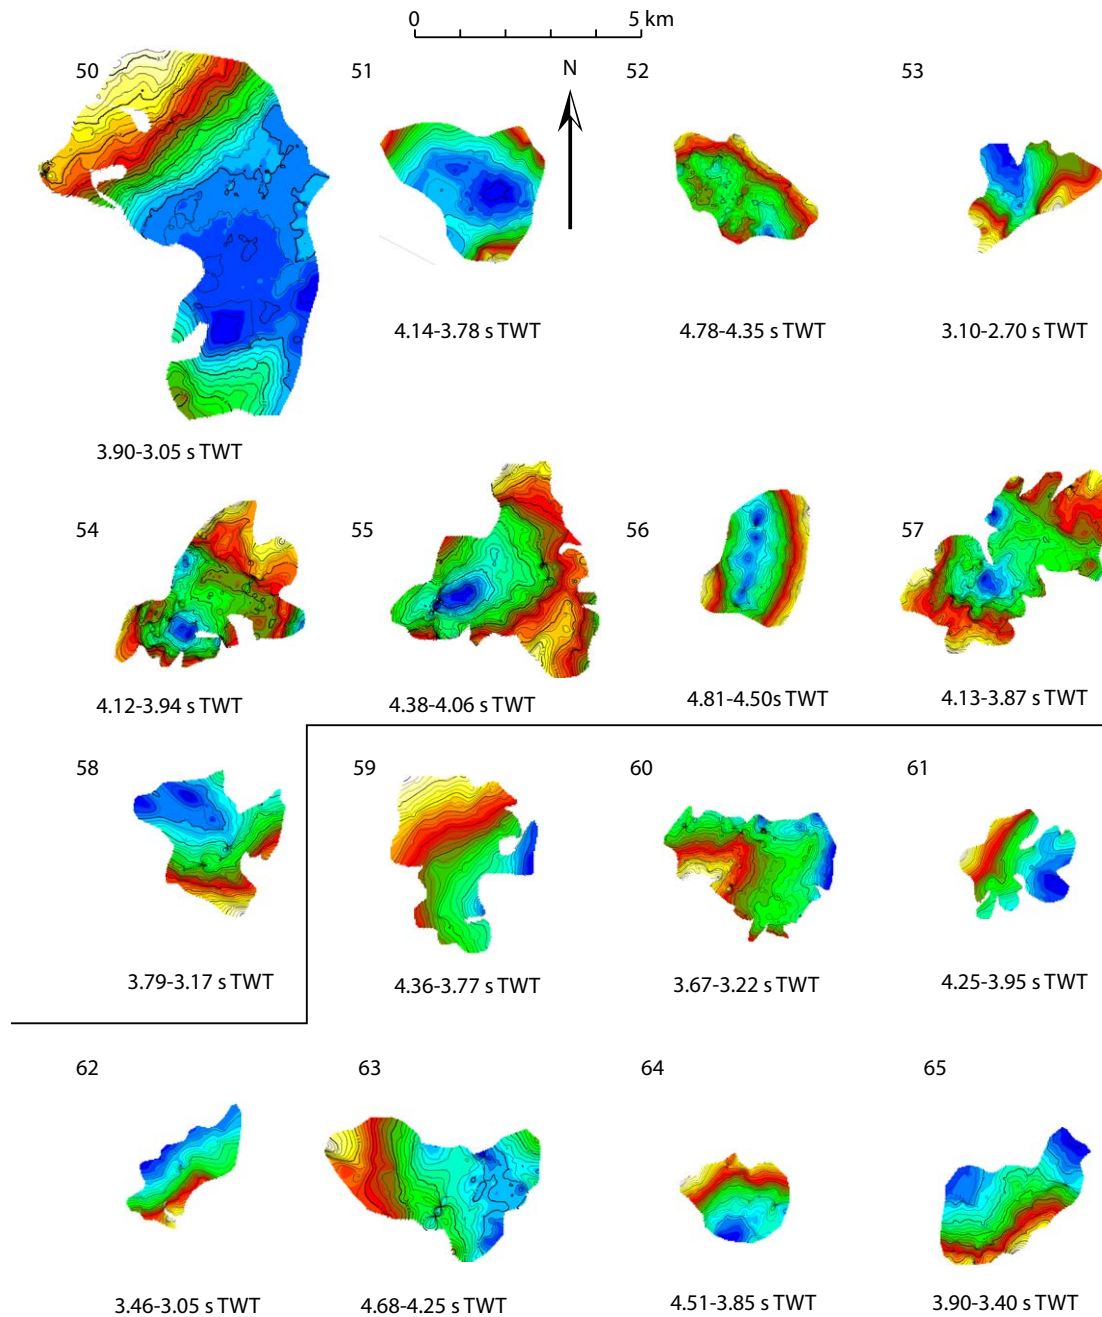 0 5 km
50 51 N 52 53
4.14-3.78 s TWT 4.78-4.35 s TWT 3.10-2.70 s TWT
3.90-3.05 s TWT
54 55 56 57
4.12-3.94 s TWT 4.38-4.06 s TWT 4.81-4.50s TWT 4.13-3.87 s TWT
58 59 60 61
3.79-3.17 s TWT 4.36-3.77 s TWT 3.67-3.22 s TWT 4.25-3.95 s TWT
62 63 64 65
3.46-3.05 s TWT 4.68-4.25 s TWT 4.51-3.85 s TWT 3.90-3.40 s TWT